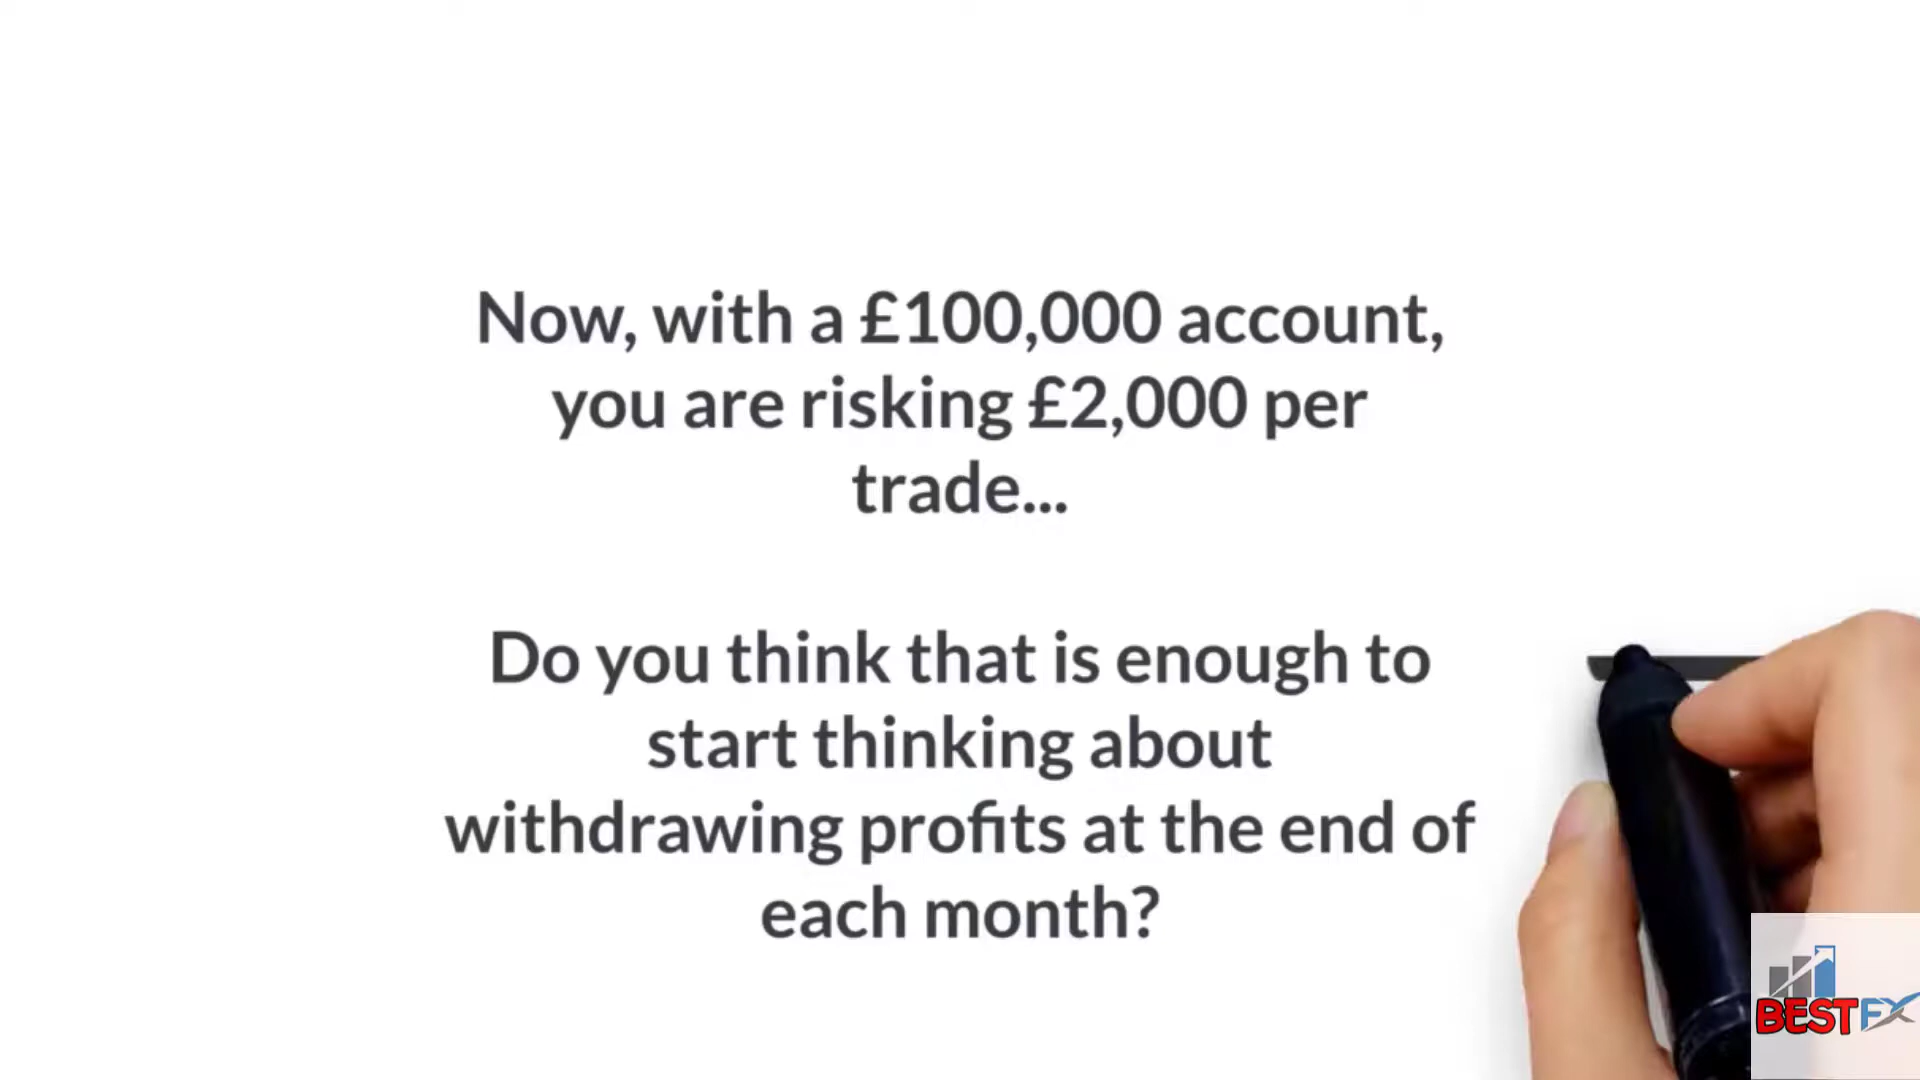 Now, with a £100,000 account,
you are risking £2,000 per
trade...
Do you think that is enough to
start thinking about
withdrawing profits at the end of
each month?
BESTFX